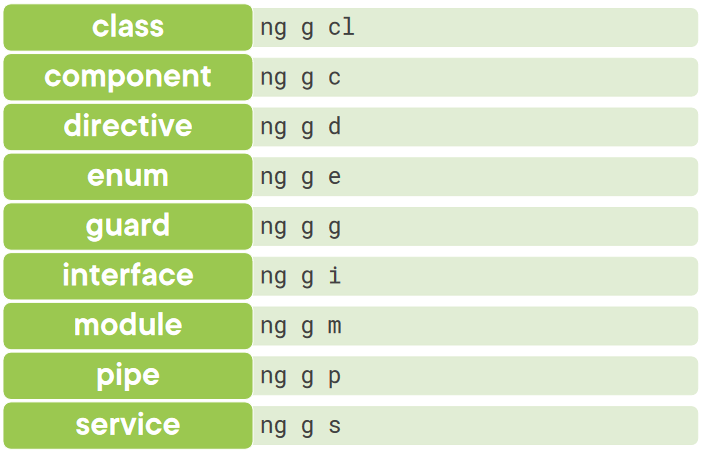 class ng g cl
component ng g c
directive ng g d
enum ng g e
guard ng g g
interface ng g i
module ng g m
pipe ng g p
service ng g s